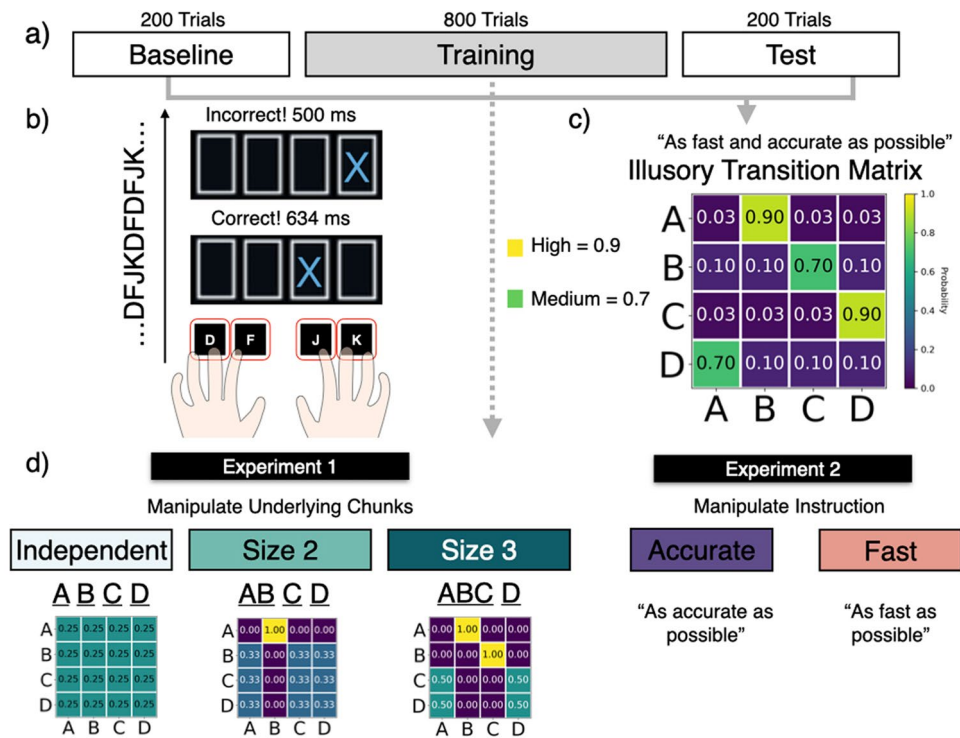 a)
200 Trials
800 Trials
200 Trials
Baseline
Training
Test
b)
...DFJKDFDFJK...
Incorrect! 500 ms
X
Correct! 634 ms
X
D F J K
c)
“As fast and accurate as possible”
Illusory Transition Matrix
High = 0.9
Medium = 0.7
A 0.03 0.90 0.03 0.03
B 0.10 0.10 0.70 0.10
C 0.03 0.03 0.03 0.90
D 0.70 0.10 0.10 0.10
A B C D
1.0
0.8
0.6
0.4
0.2
0.0
Probability
d)
Experiment 1
Manipulate Underlying Chunks
Independent
A B C D
A 0.25 0.25 0.25 0.25
B 0.25 0.25 0.25 0.25
C 0.25 0.25 0.25 0.25
D 0.25 0.25 0.25 0.25
A B C D
Size 2
AB C D
A 0.00 1.00 0.00 0.00
B 0.33 0.00 0.33 0.33
C 0.33 0.00 0.33 0.33
D 0.33 0.00 0.33 0.33
A B C D
Size 3
ABC D
A 0.00 1.00 0.00 0.00
B 0.00 0.00 1.00 0.00
C 0.50 0.00 0.00 0.50
D 0.50 0.00 0.00 0.50
A B C D
Experiment 2
Manipulate Instruction
Accurate
“As accurate as
possible”
Fast
“As fast as
possible”